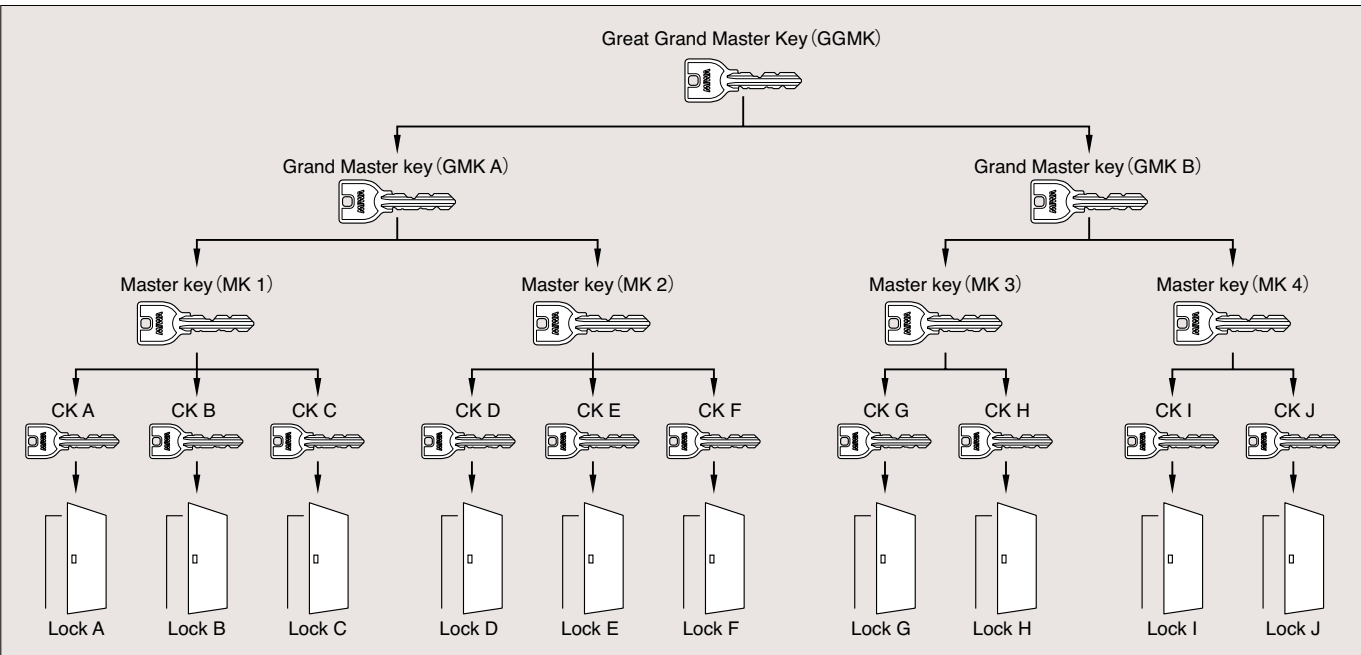 Great Grand Master Key (GGMK)
Grand Master key (GMK A)
Grand Master key (GMK B)
Master key (MK 1)
Master key (MK 2)
Master key (MK 3)
Master key (MK 4)
CK A
CK B
CK C
CK D
CK E
CK F
CK G
CK H
CK I
CK J
Lock A
Lock B
Lock C
Lock D
Lock E
Lock F
Lock G
Lock H
Lock I
Lock J